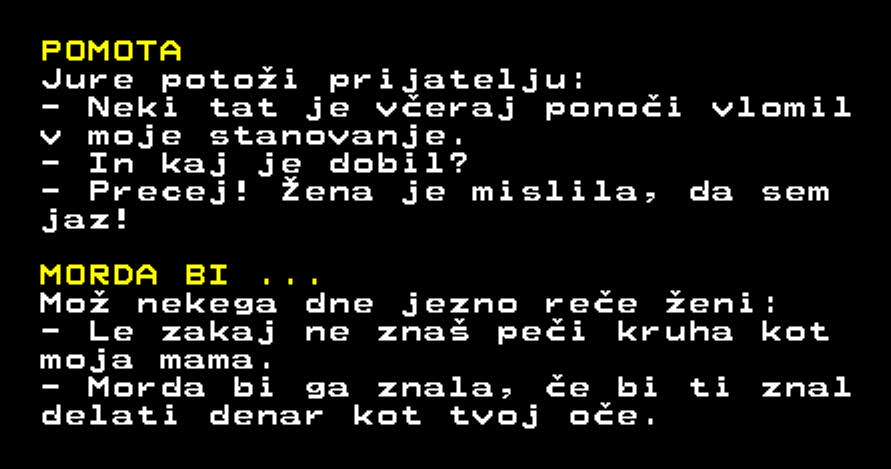 POMOTA
Jure potoži prijatelju:
- Neki tat je včeraj ponoči vlomil
v moje stanovanje.
- In kaj je dobil?
- Precej! Žena je mislila, da sem
jaz!
MORDA BI ...
Mož nekega dne jezno reče ženi:
- Le zakaj ne znaš peči kruha kot
moja mama.
- Morda bi ga znala, če bi ti znal
delati denar kot tvoj oče.